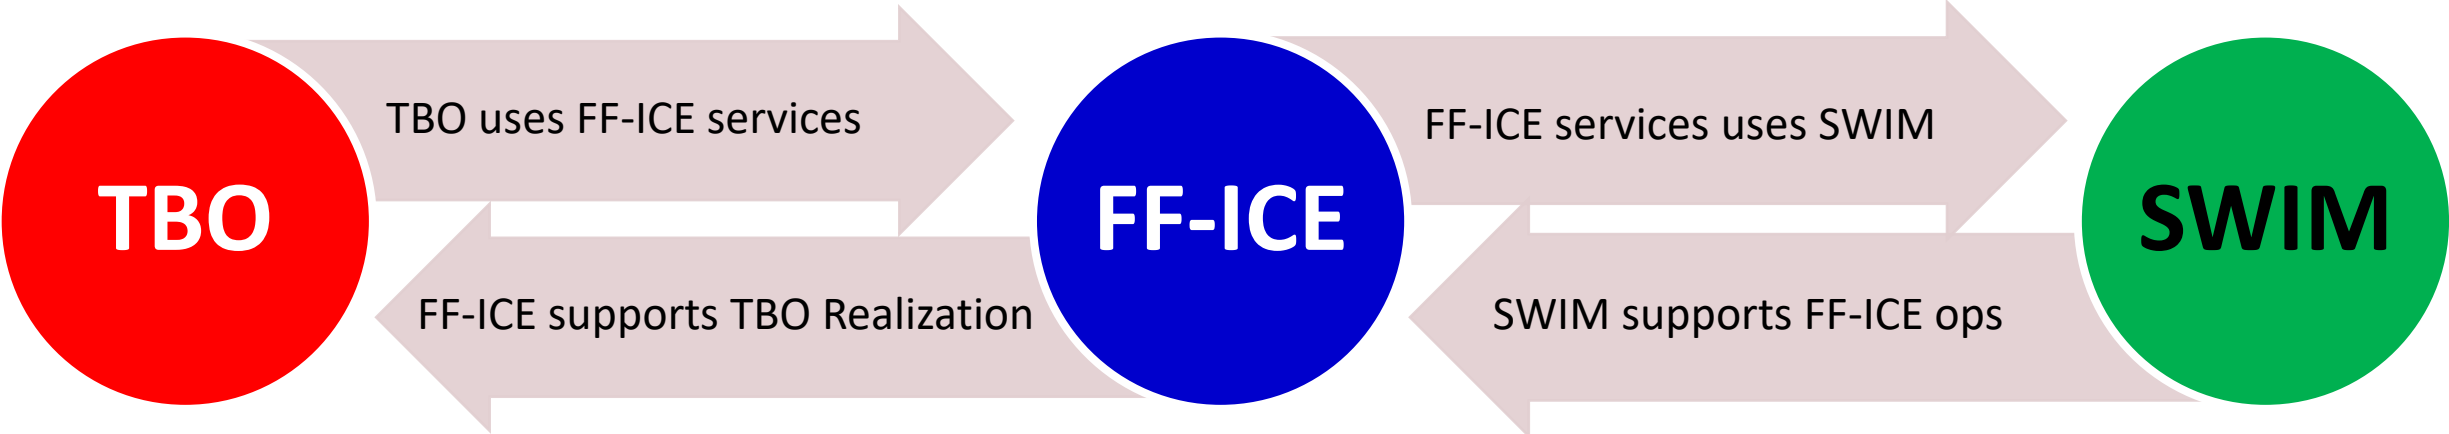 TBO uses FF-ICE services
FF-ICE services uses SWIM
TBO
FF-ICE
SWIM
FF-ICE supports TBO Realization
SWIM supports FF-ICE ops